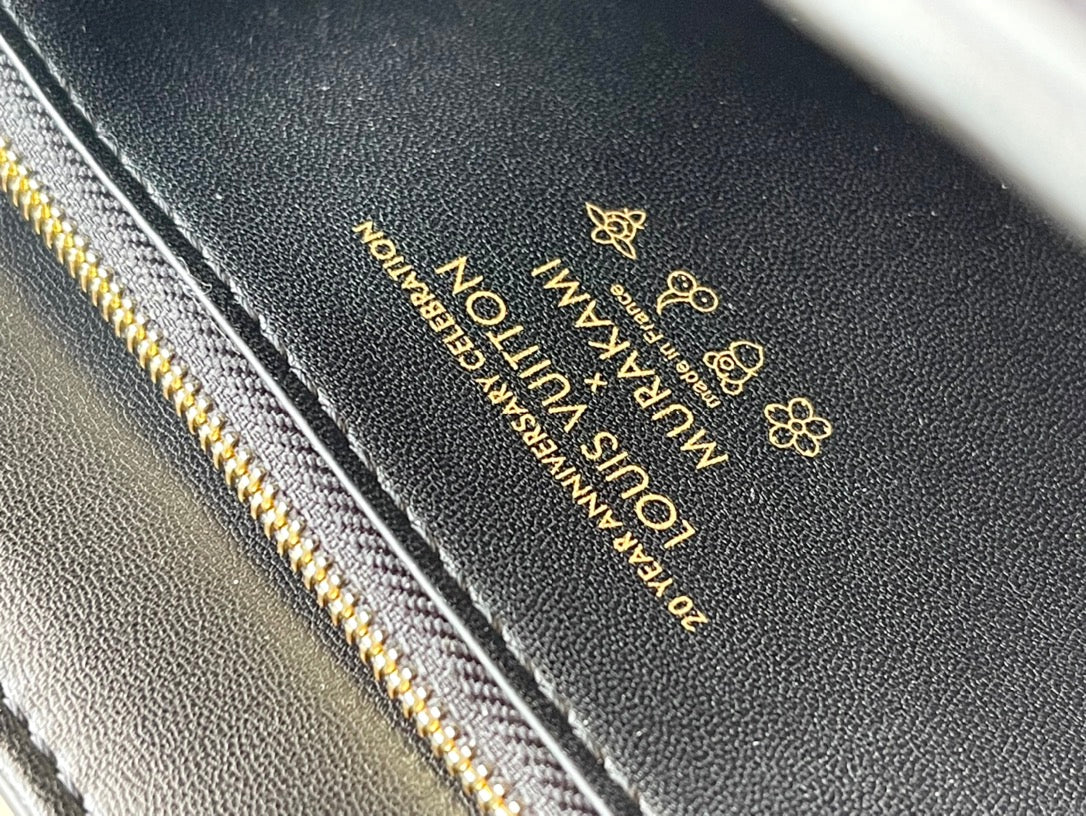 20 YEAR ANNIVERSARY CELEBRATION
LOUIS VUITTON
×
MURAKAMI
made in France